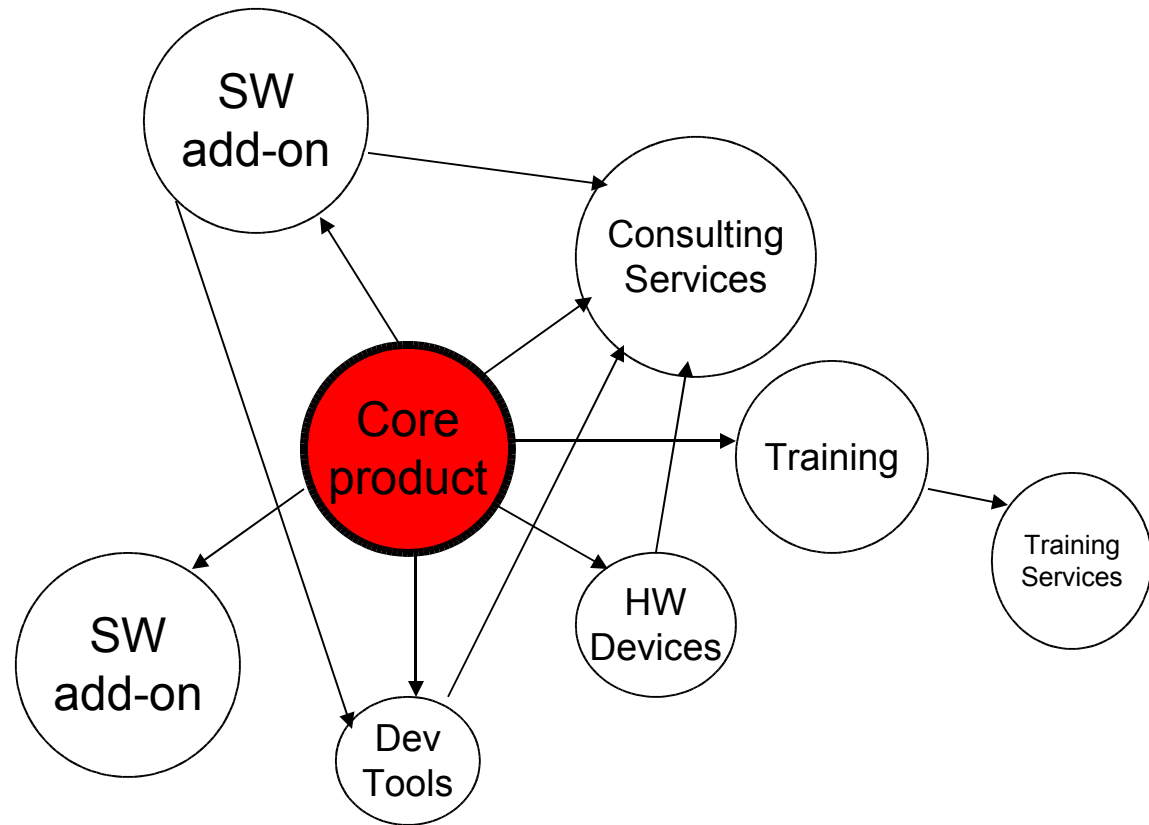 SW
add-on
Consulting
Services
Core
product
Training
Training
Services
HW
Devices
SW
add-on
Dev
Tools